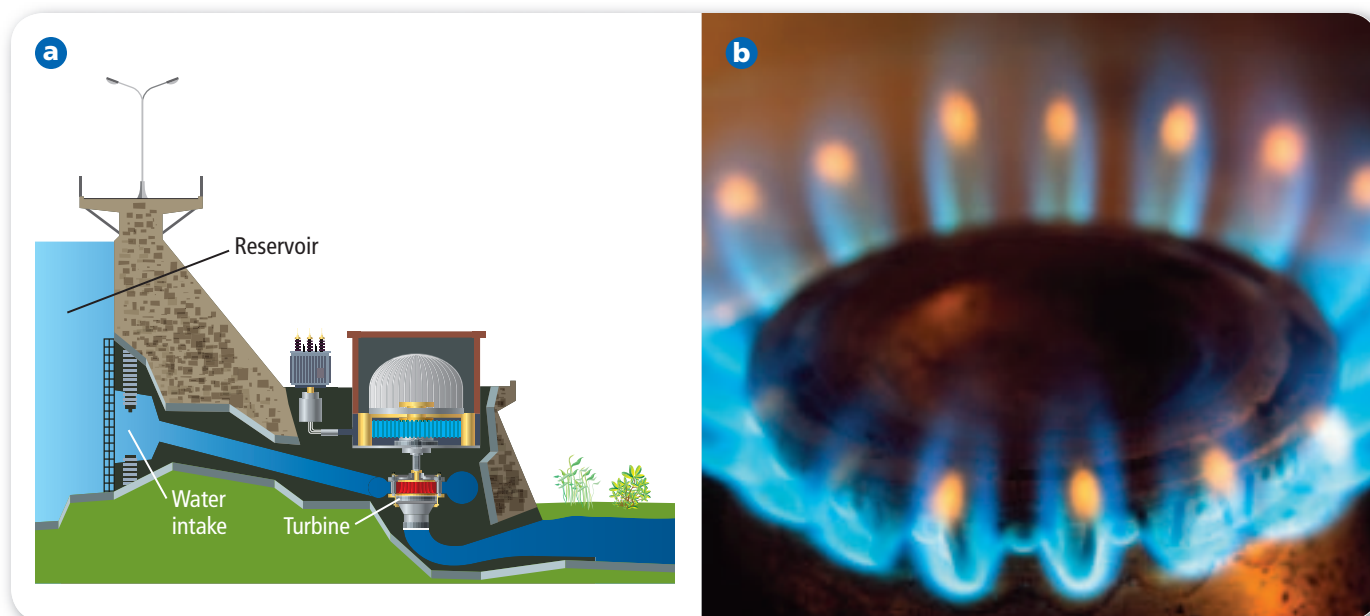 a
Reservoir
Water
intake
Turbine
b